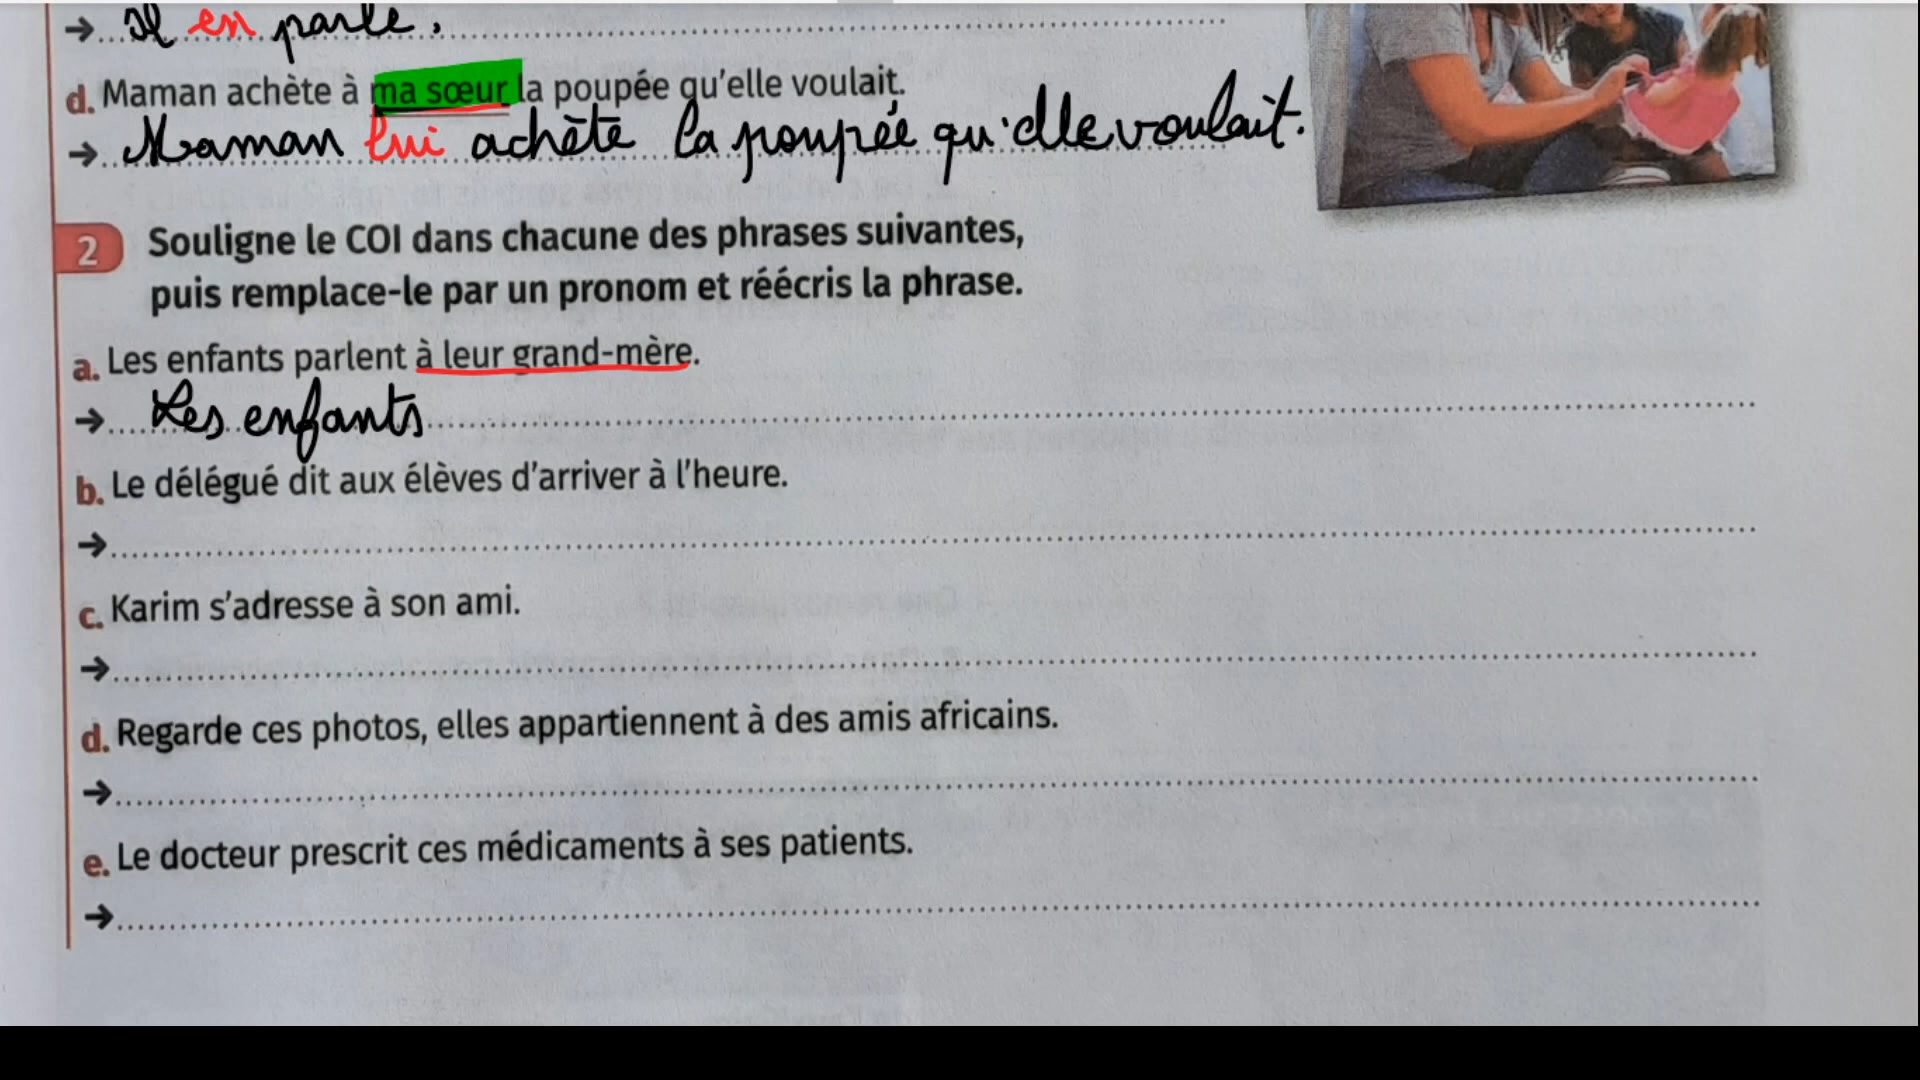 → Il en parle.
d. Maman achète à ma sœur la poupée qu'elle voulait.
→ Maman lui achète la poupée qu'elle voulait.
2 Souligne le COI dans chacune des phrases suivantes,
puis remplace-le par un pronom et réécris la phrase.
a. Les enfants parlent à leur grand-mère.
→ Les enfants
b. Le délégué dit aux élèves d'arriver à l'heure.
→
c. Karim s'adresse à son ami.
→
d. Regarde ces photos, elles appartiennent à des amis africains.
→
e. Le docteur prescrit ces médicaments à ses patients.
→